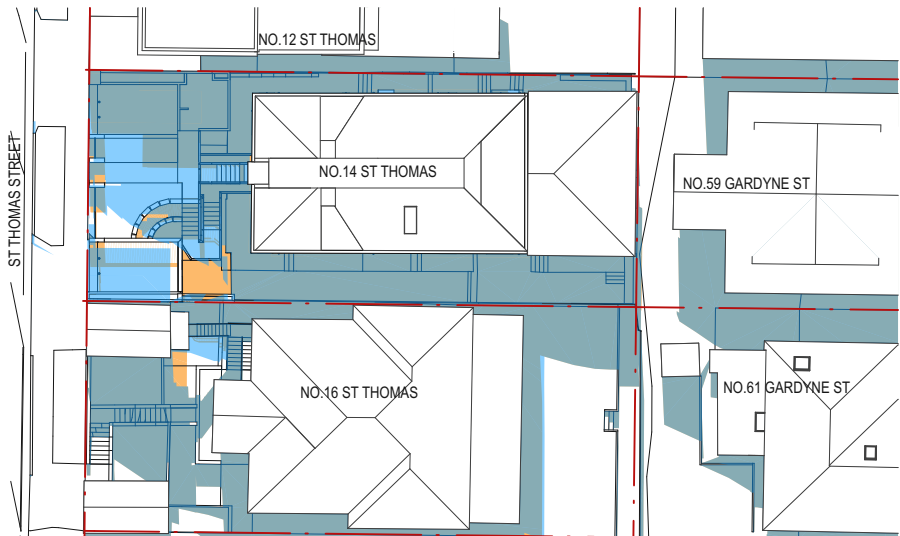 NO.12 ST THOMAS
ST THOMAS STREET
NO.14 ST THOMAS
NO.59 GARDYNE ST
NO.16 ST THOMAS
NO.61 GARDYNE ST